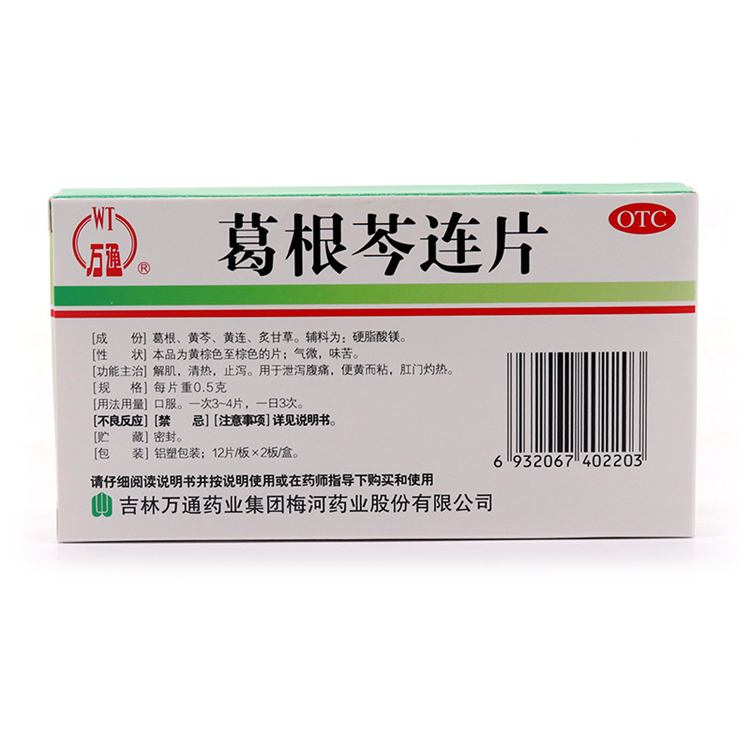 WT
万通
®
葛根芩连片
OTC
[成 份] 葛根、黄芩、黄连、炙甘草。辅料为：硬脂酸镁。
[性 状] 本品为黄棕色至棕色的片；气微，味苦。
[功能主治] 解肌，清热，止泻。用于泄泻腹痛，便黄而粘，肛门灼热。
[规 格] 每片重0.5克
[用法用量] 口服。一次3~4片，一日3次。
[不良反应] [禁 忌] [注意事项] 详见说明书。
[贮 藏] 密封。
[包 装] 铝塑包装；12片/板×2板/盒。
请仔细阅读说明书并按说明使用或在药师指导下购买和使用
吉林万通药业集团梅河药业股份有限公司
6 932067 402203